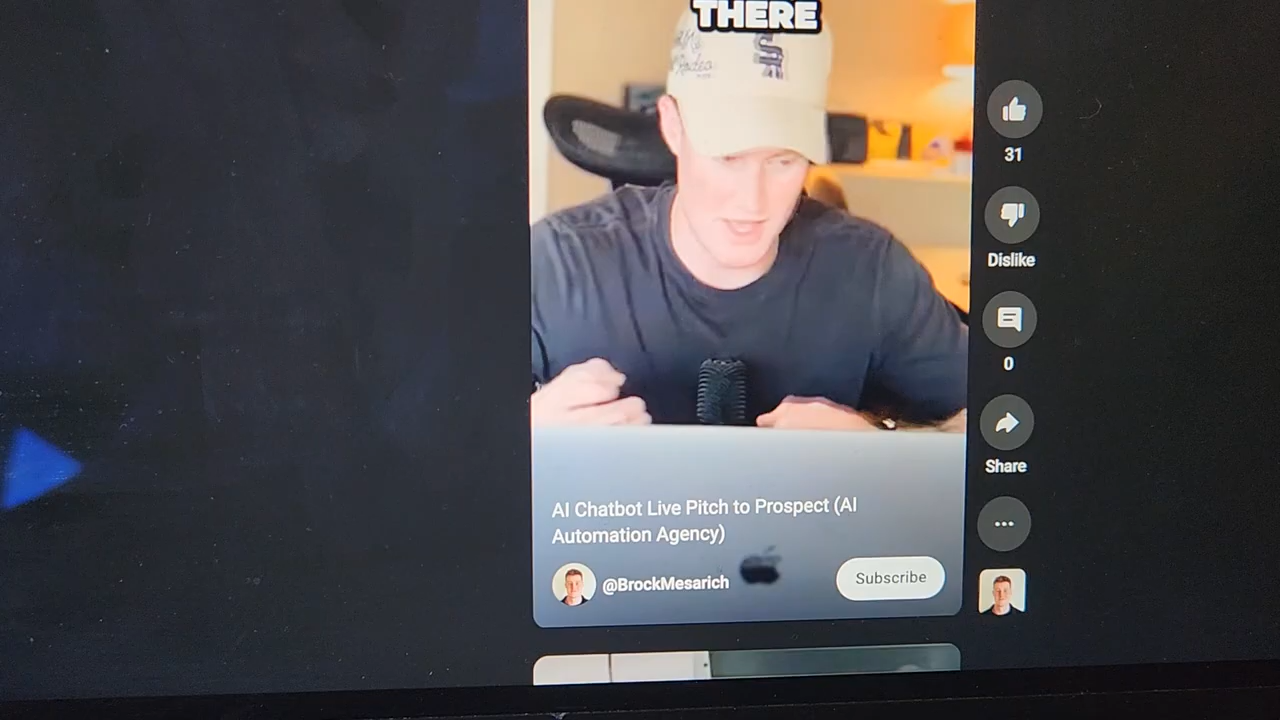 THERE
31
Dislike
0
Share
AI Chatbot Live Pitch to Prospect (AI
Automation Agency)
@BrockMesarich
Subscribe